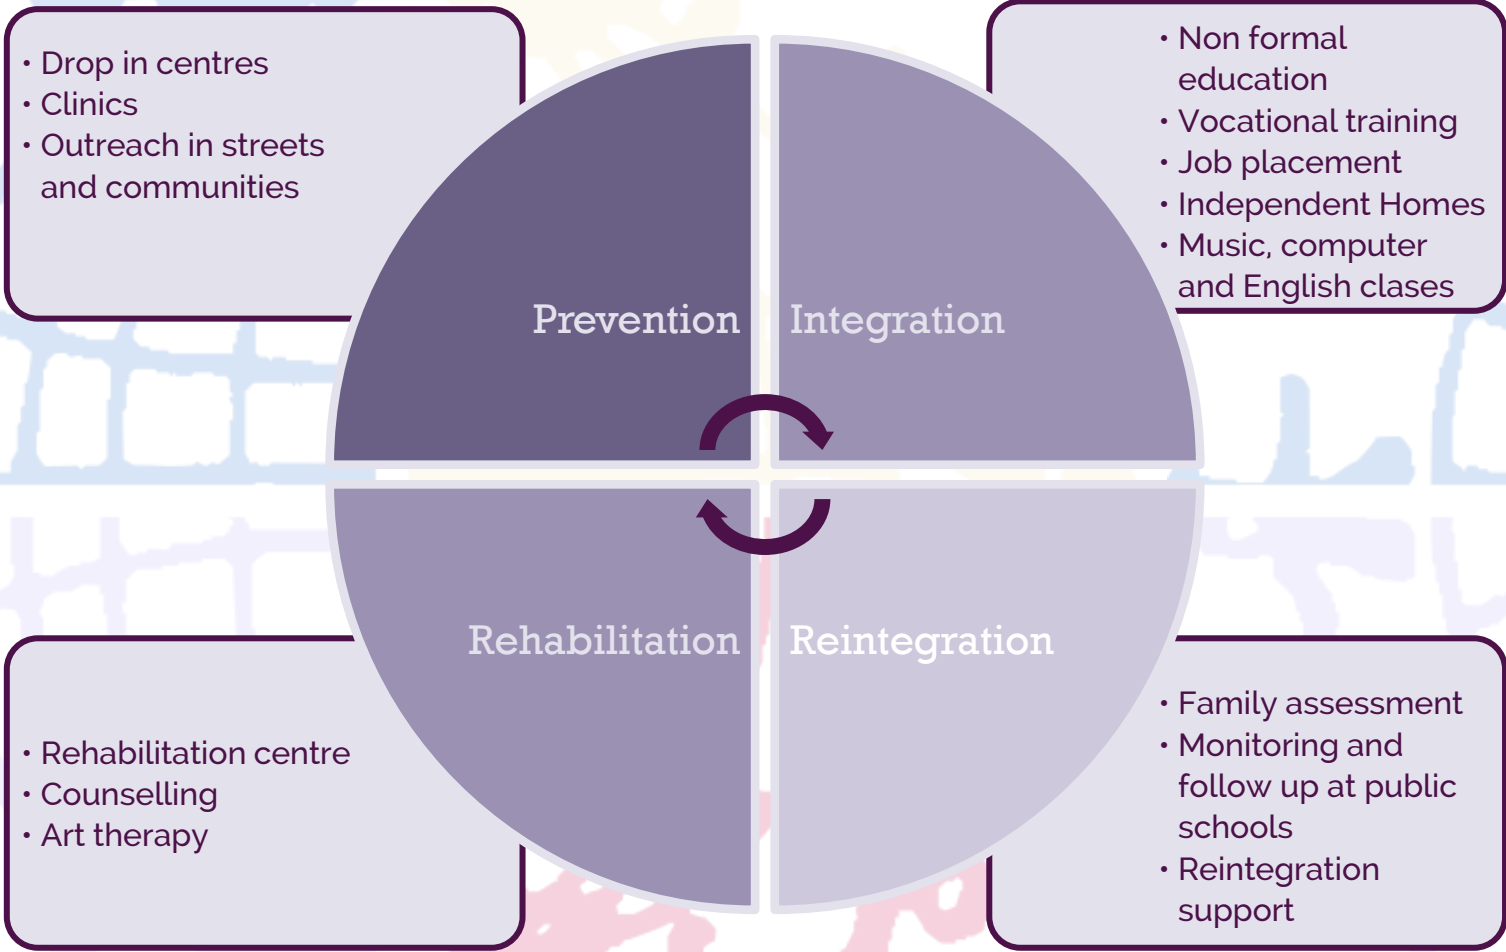 • Drop in centres
• Clinics
• Outreach in streets
and communities
• Non formal
education
• Vocational training
• Job placement
• Independent Homes
• Music, computer
and English clases
Prevention
Integration
Rehabilitation
Reintegration
• Rehabilitation centre
• Counselling
• Art therapy
• Family assessment
• Monitoring and
follow up at public
schools
• Reintegration
support